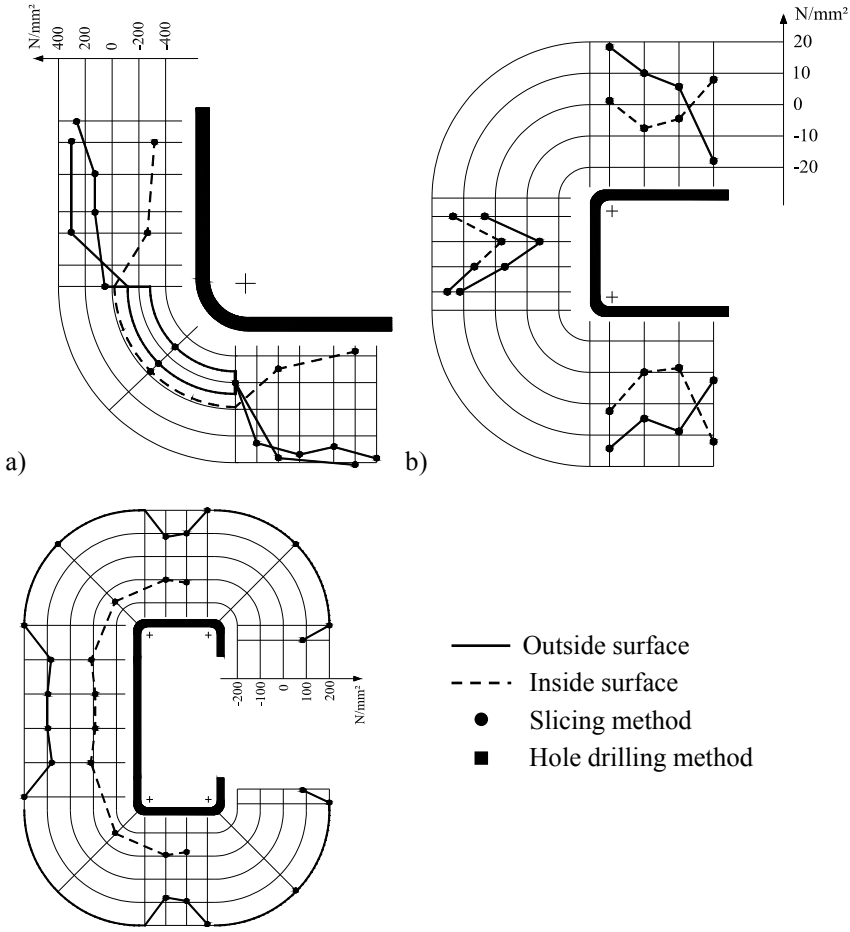 N/mm²
400
200
0
-200
-400
a)
N/mm²
20
10
0
-10
-20
b)
-200
-100
0
100
200
N/mm²
Outside surface
Inside surface
Slicing method
Hole drilling method